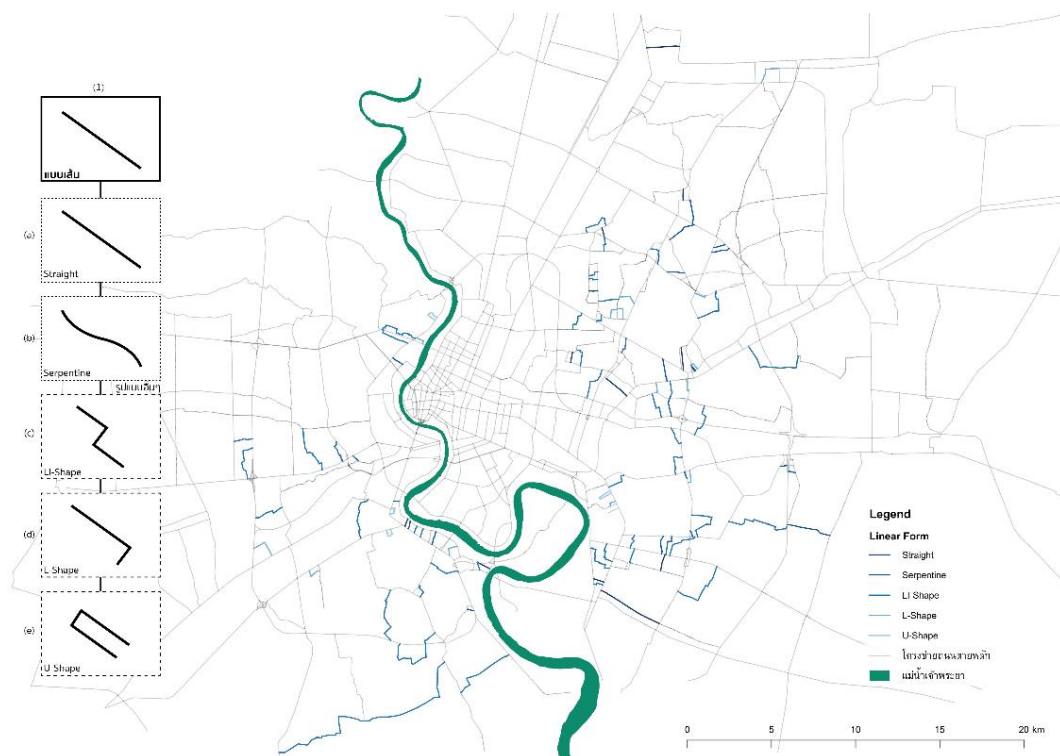 (1)
แบบเส้น
(a)
Straight
(b)
Serpentine
รูปแบบอื่นๆ
(c)
LI-Shape
(d)
L Shape
(e)
U Shape
Legend
Linear Form
Straight
Serpentine
LI Shape
L-Shape
U-Shape
โครงข่ายถนนสายหลัก
แม่น้ำเจ้าพระยา
0 5 10 15 20 km